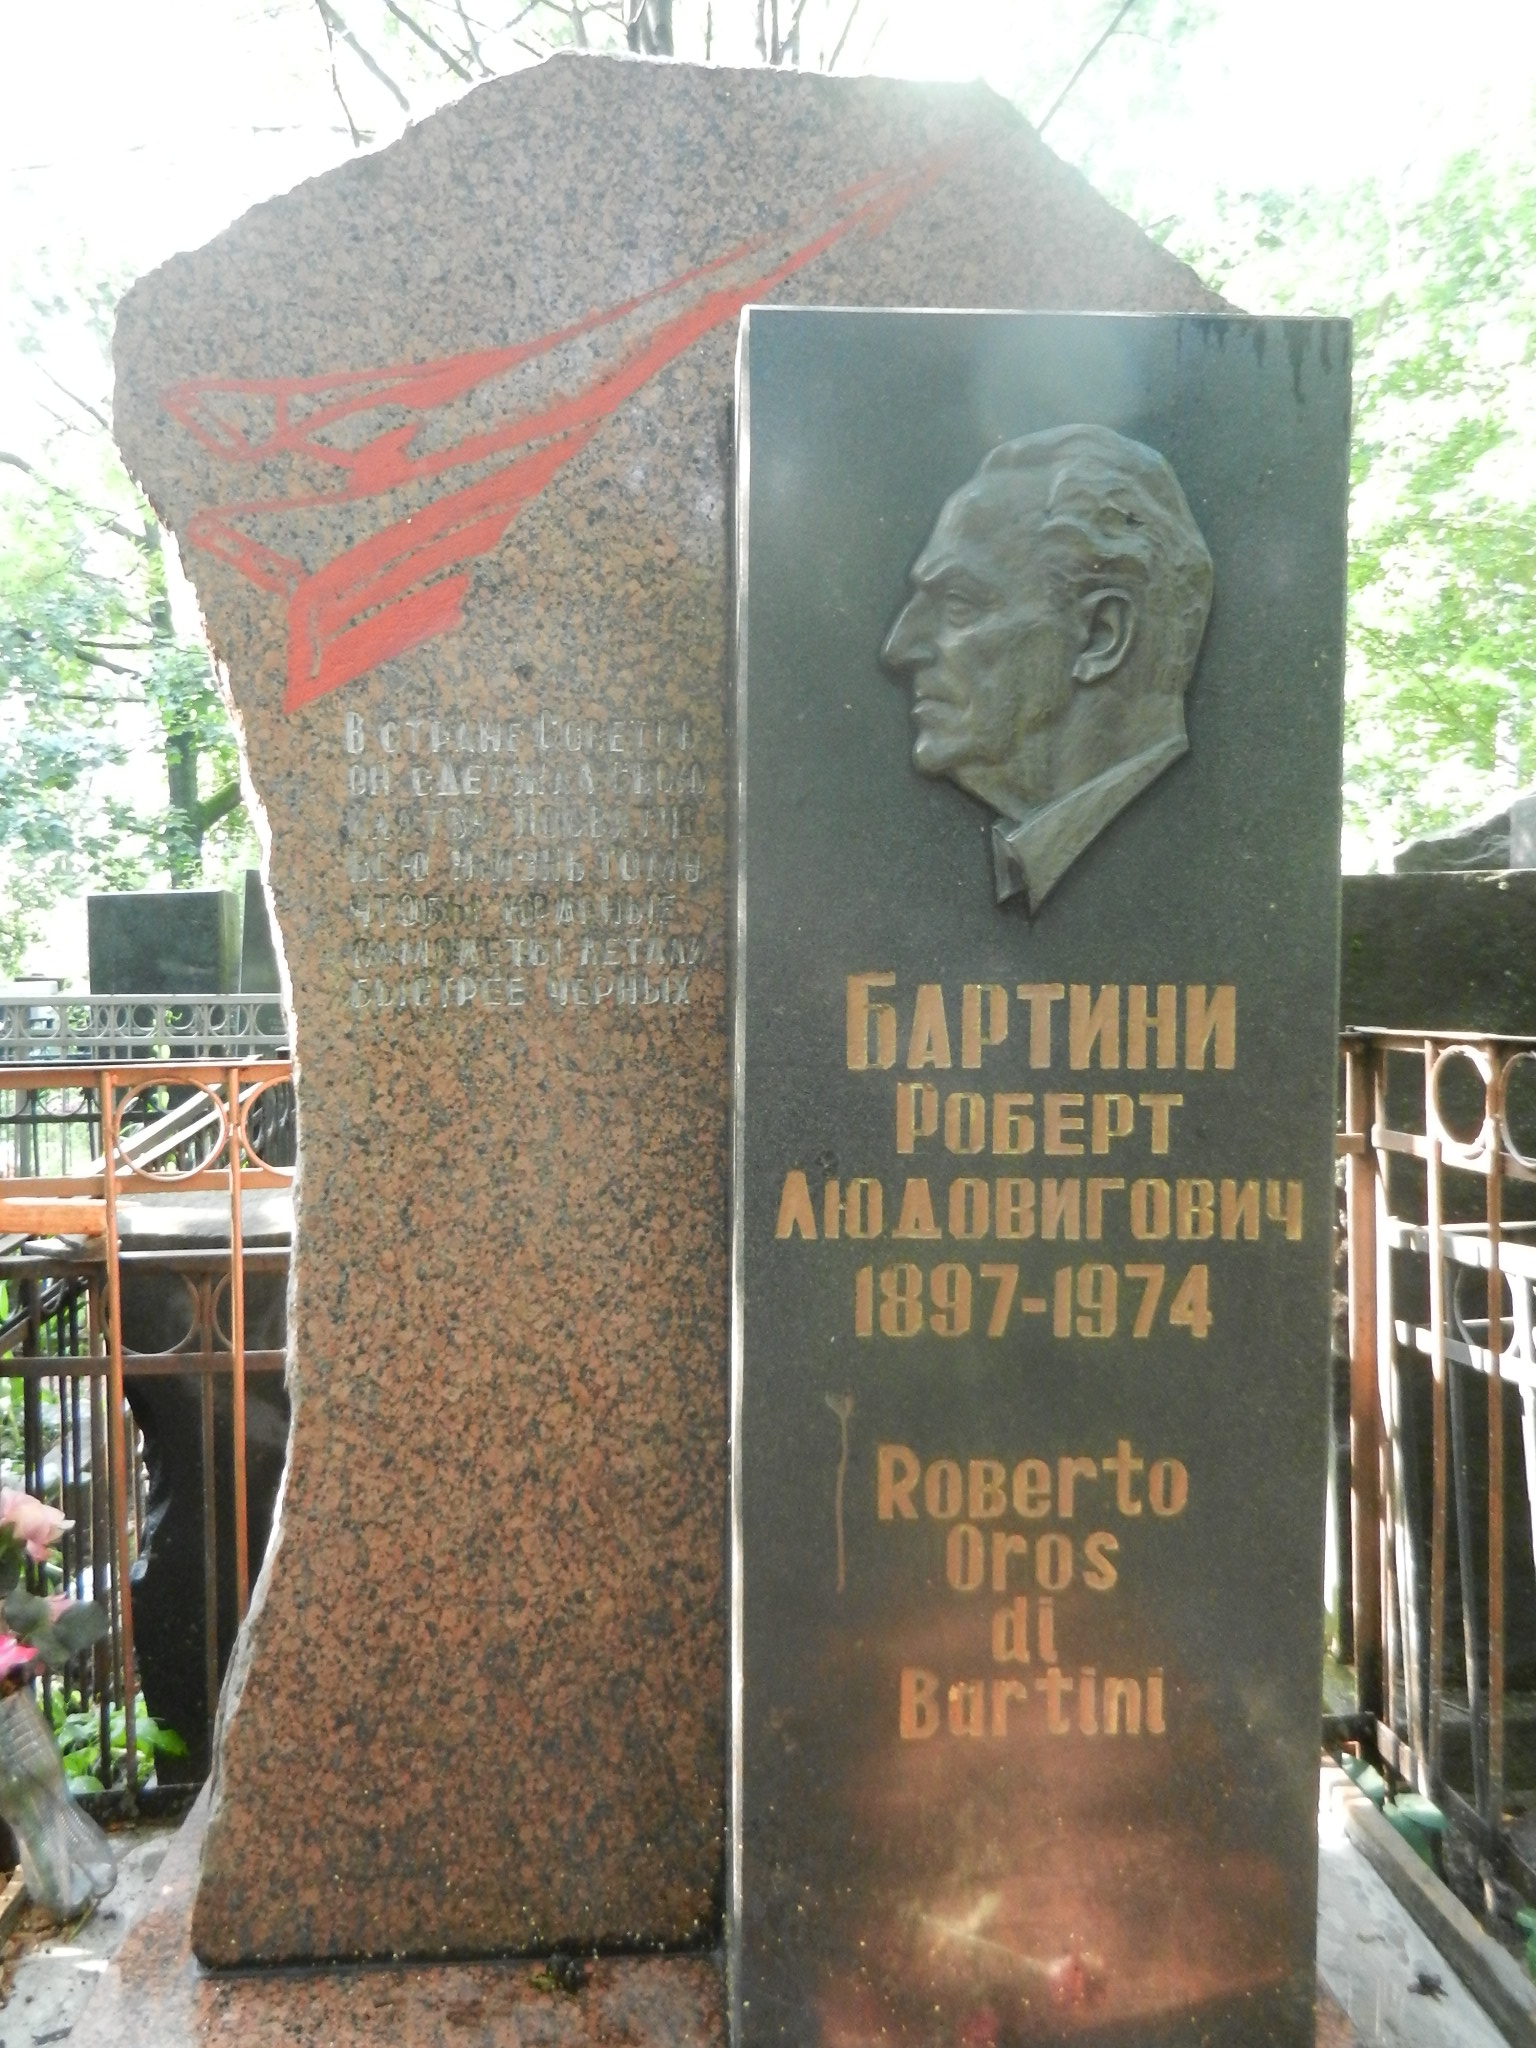 В стране Советов
он сдержал свою
клятву посвятив
всю жизнь тому
чтобы красные
самолеты летали
быстрее черных
Бартини
Роберт
Людовигович
1897-1974
Roberto
Oros
di
Bartini